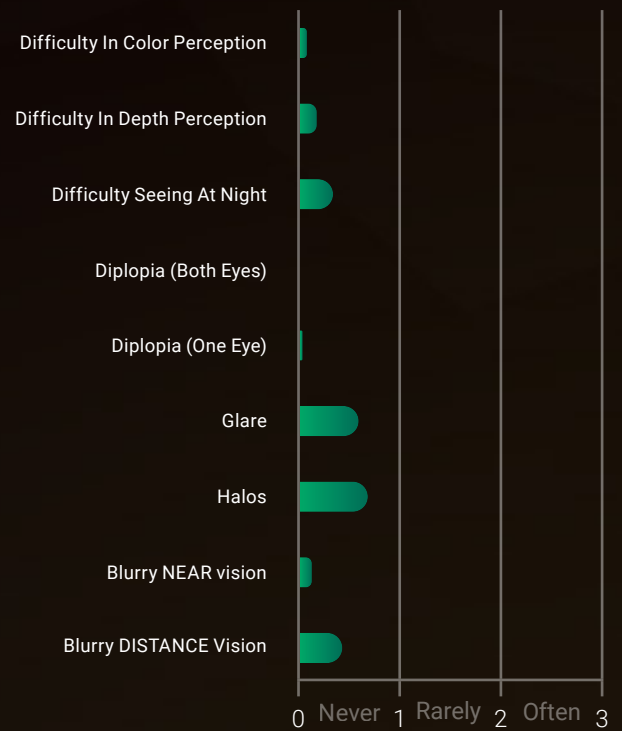 Difficulty In Color Perception
Difficulty In Depth Perception
Difficulty Seeing At Night
Diplopia (Both Eyes)
Diplopia (One Eye)
Glare
Halos
Blurry NEAR vision
Blurry DISTANCE Vision
0 Never 1 Rarely 2 Often 3